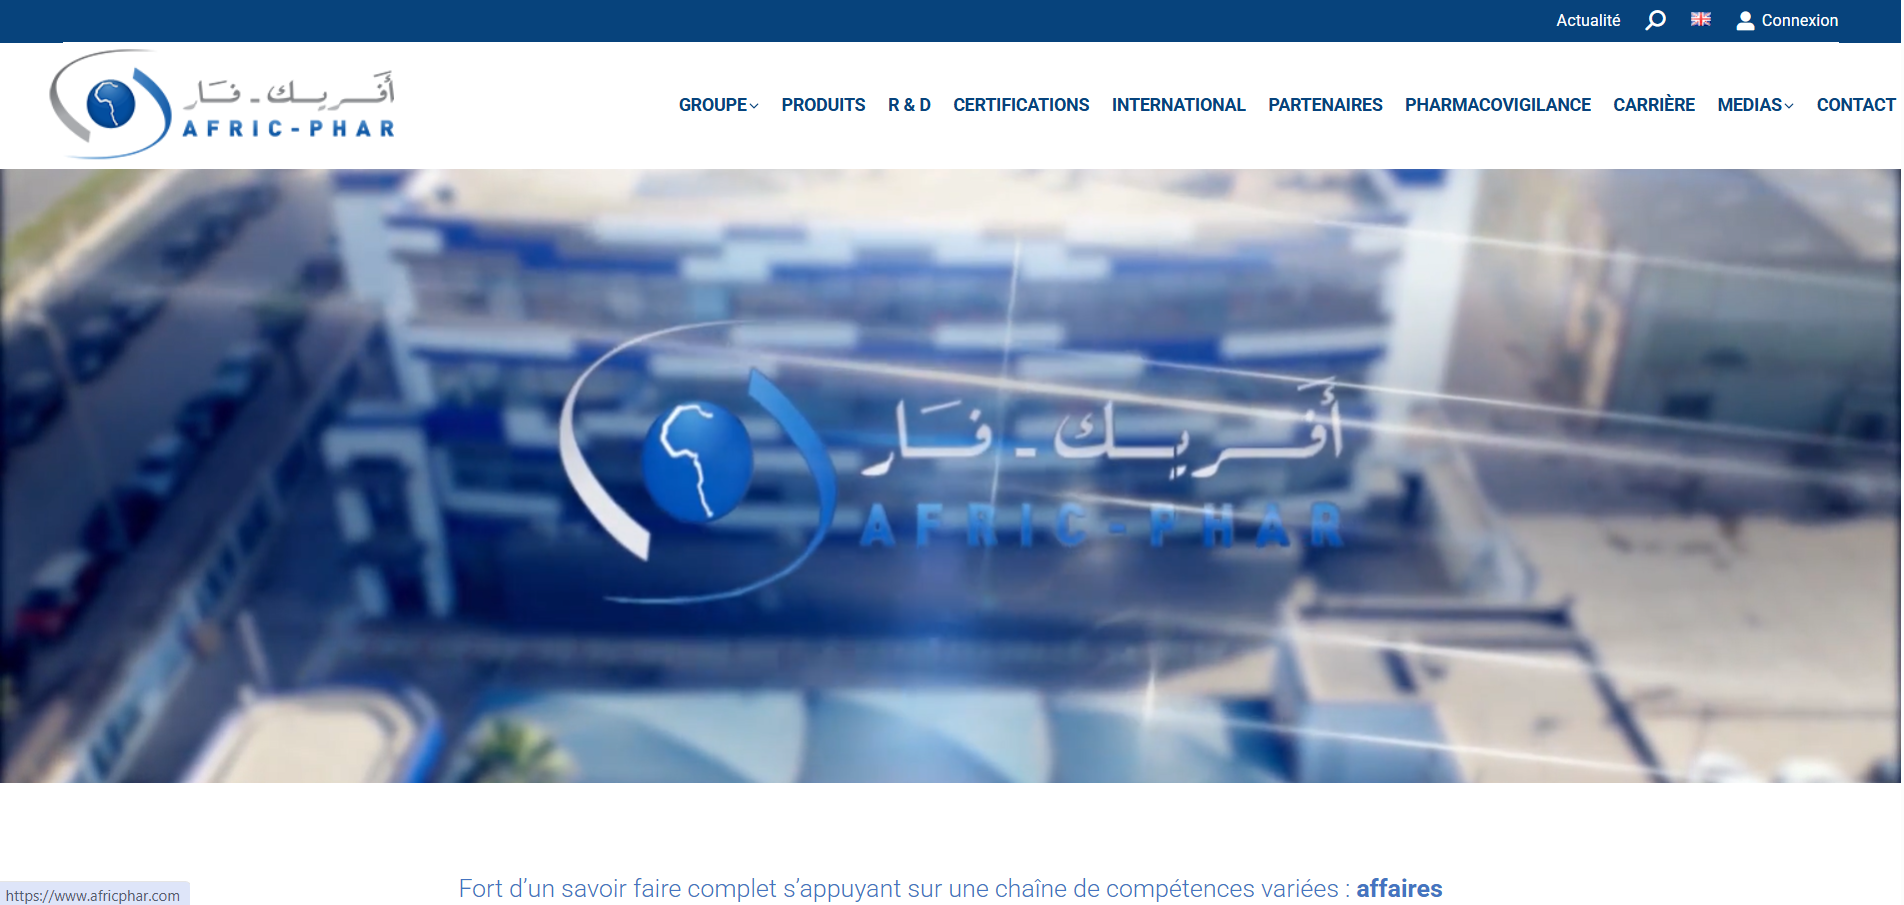 Actualité
Connexion
أفريك - فار
AFRIC-PHAR
GROUPE PRODUITS R & D CERTIFICATIONS INTERNATIONAL PARTENAIRES PHARMACOVIGILANCE CARRIÈRE MEDIAS CONTACT
أفريك - فار
AFRIC-PHAR
Fort d’un savoir faire complet s’appuyant sur une chaîne de compétences variées : affaires
https://www.africphar.com